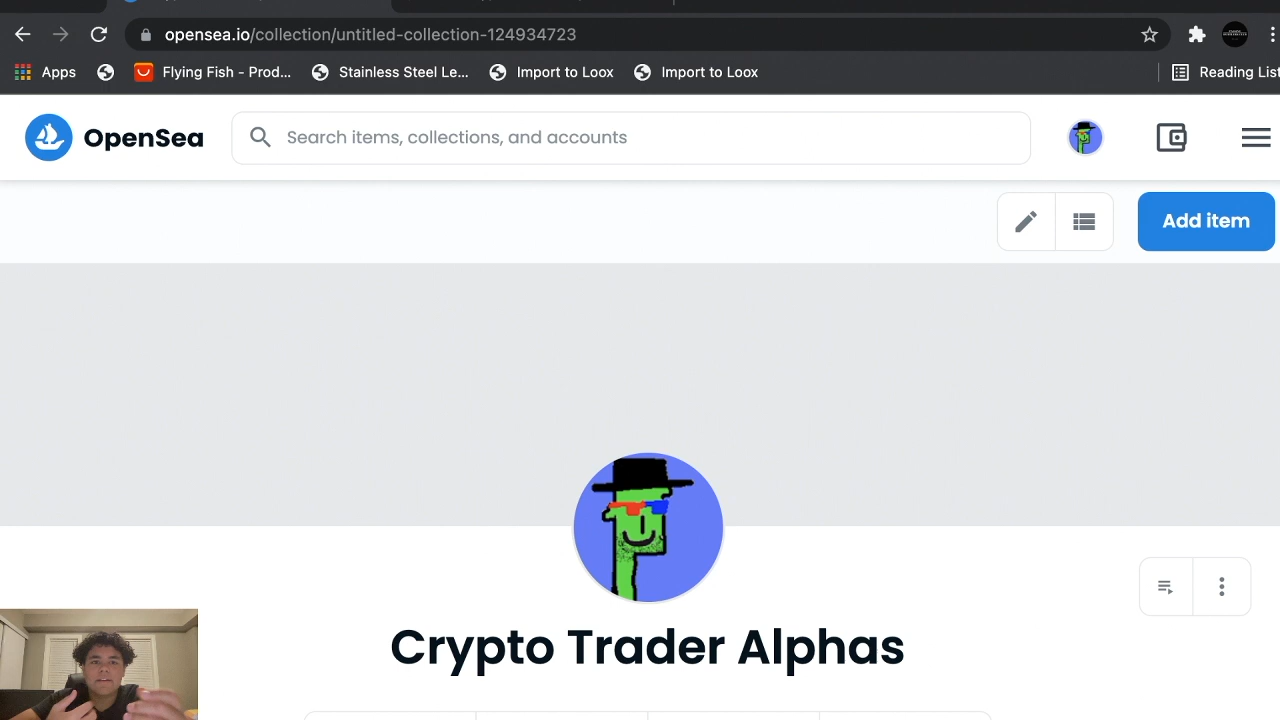 opensea.io/collection/untitled-collection-124934723
Apps
Flying Fish - Prod...
Stainless Steel Le...
Import to Loox
Import to Loox
Reading List
OpenSea
Search items, collections, and accounts
Add item
Crypto Trader Alphas